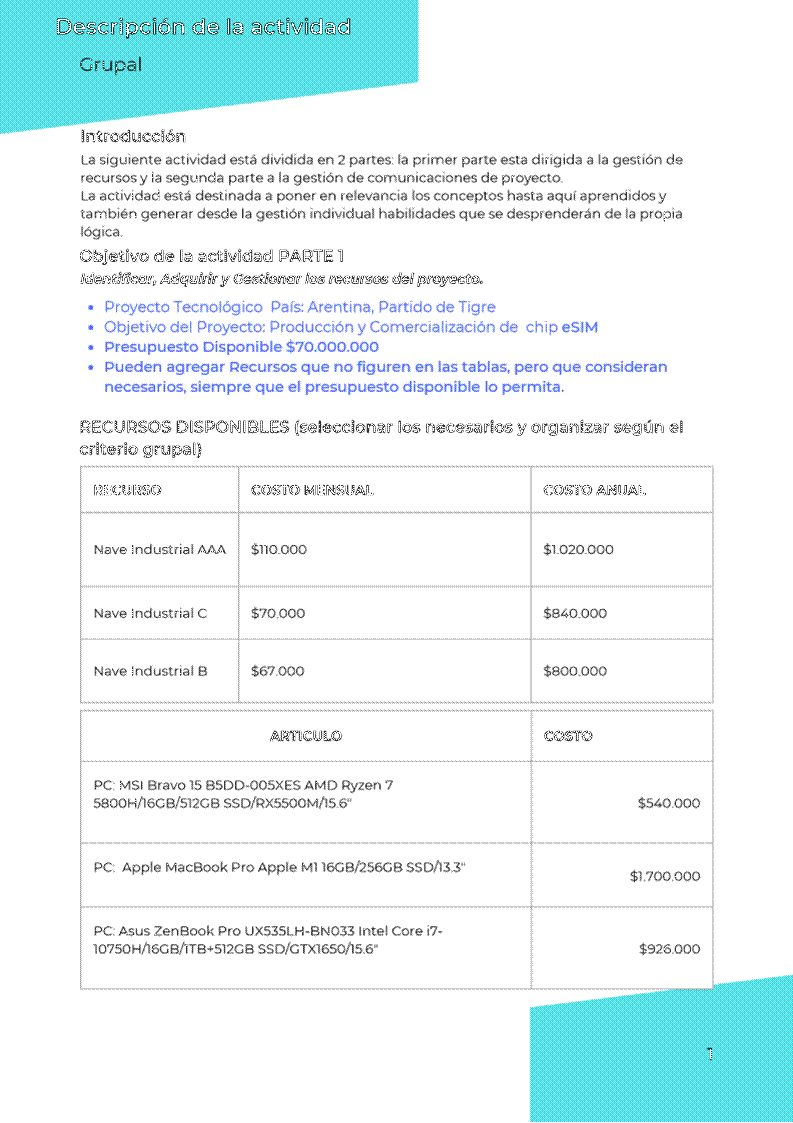 Descripción de la actividad
Grupal
Introducción
La siguiente actividad está dividida en 2 partes: la primer parte esta dirigida a la gestión de
recursos y la segunda parte a la gestión de comunicaciones de proyecto.
La actividad está destinada a poner en relevancia los conceptos hasta aquí aprendidos y
también generar desde la gestión individual habilidades que se desprenderán de la propia
lógica.
Objetivo de la actividad PARTE 1
Identificar, Adquirir y Gestionar los recursos del proyecto.
• Proyecto Tecnológico País: Arentina, Partido de Tigre
• Objetivo del Proyecto: Producción y Comercialización de chip eSIM
• Presupuesto Disponible $70.000.000
• Pueden agregar Recursos que no figuren en las tablas, pero que consideran
necesarios, siempre que el presupuesto disponible lo permita.
RECURSOS DISPONIBLES (seleccionar los necesarios y organizar según el
criterio grupal)
RECURSO COSTO MENSUAL COSTO ANUAL
Nave Industrial AAA $110.000 $1.020.000
Nave Industrial C $70.000 $840.000
Nave Industrial B $67.000 $800.000
ARTICULO COSTO
PC: MSI Bravo 15 B5DD-005XES AMD Ryzen 7
5800H/16GB/512GB SSD/RX5500M/15.6" $540.000
PC: Apple MacBook Pro Apple M1 16GB/256GB SSD/13.3" $1.700.000
PC: Asus ZenBook Pro UX535LH-BN033 Intel Core i7-
10750H/16GB/1TB+512GB SSD/GTX1650/15.6" $926.000
1